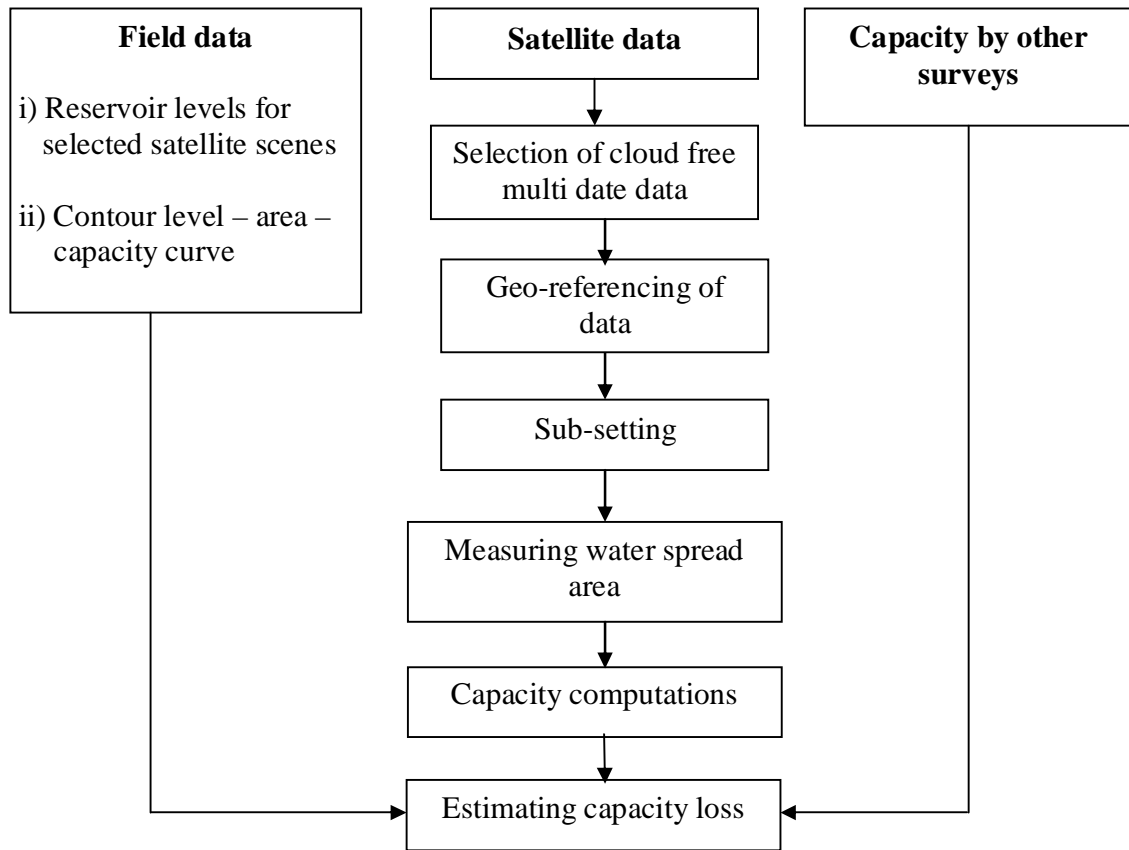 Field data
i) Reservoir levels for
selected satellite scenes
ii) Contour level – area –
capacity curve
Satellite data
Selection of cloud free
multi date data
Geo-referencing of
data
Sub-setting
Measuring water spread
area
Capacity computations
Estimating capacity loss
Capacity by other
surveys